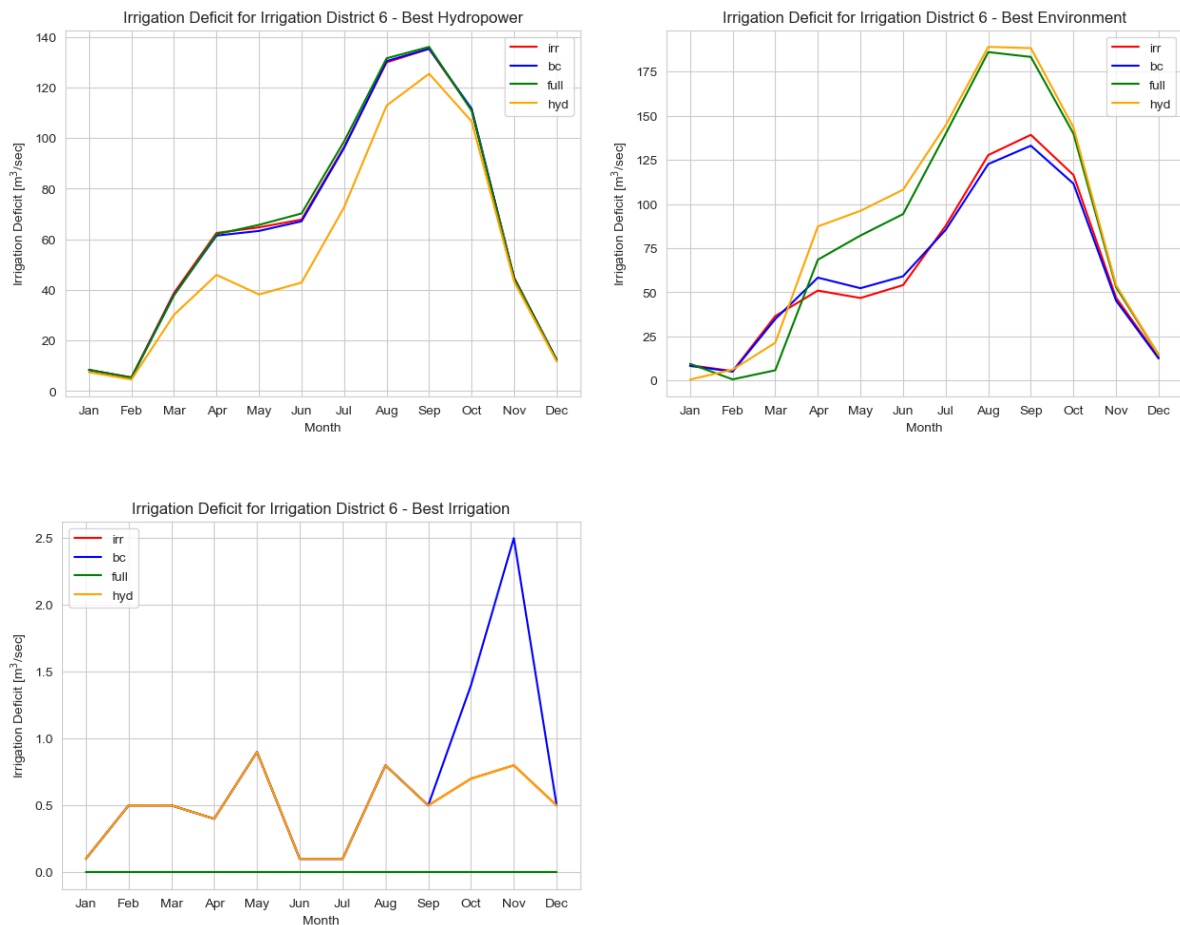 Irrigation Deficit for Irrigation District 6 - Best Hydropower
140
120
100
80
60
40
20
0
Irrigation Deficit [m³/sec]
irr
bc
full
hyd
Jan Feb Mar Apr May Jun Jul Aug Sep Oct Nov Dec
Month
Irrigation Deficit for Irrigation District 6 - Best Environment
175
150
125
100
75
50
25
0
Irrigation Deficit [m³/sec]
irr
bc
full
hyd
Jan Feb Mar Apr May Jun Jul Aug Sep Oct Nov Dec
Month
Irrigation Deficit for Irrigation District 6 - Best Irrigation
2.5
2.0
1.5
1.0
0.5
0.0
Irrigation Deficit [m³/sec]
irr
bc
full
hyd
Jan Feb Mar Apr May Jun Jul Aug Sep Oct Nov Dec
Month